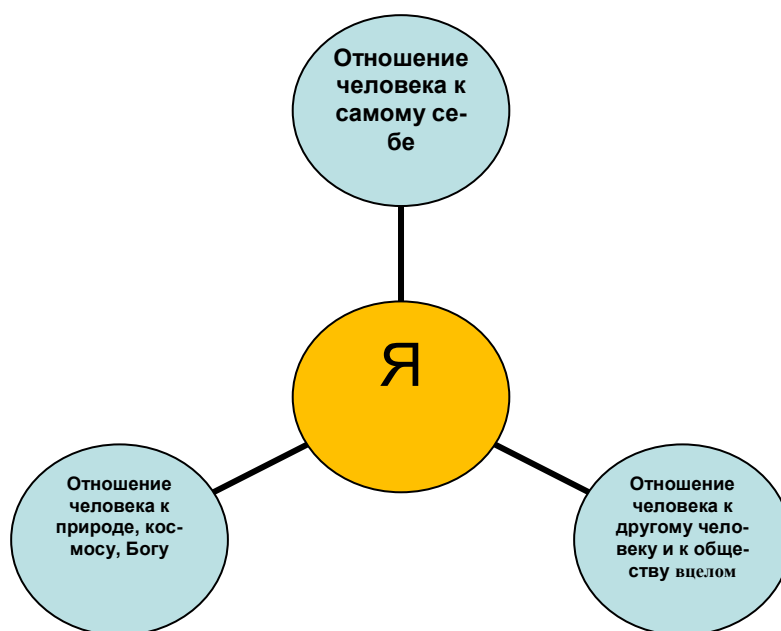 Отношение
человека к
самому се-
бе
Я
Отношение
человека к
природе, кос-
мосу, Богу
Отношение
человека к
другому чело-
веку и к обще-
ству вцелом